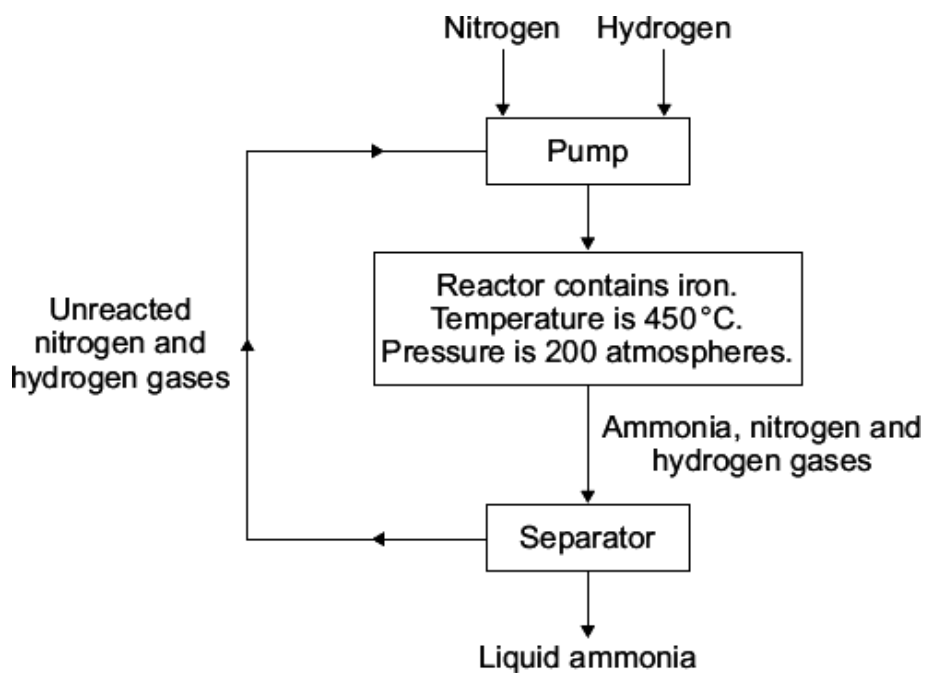 Nitrogen Hydrogen
Pump
Reactor contains iron.
Temperature is 450°C.
Pressure is 200 atmospheres.
Unreacted
nitrogen and
hydrogen gases
Ammonia, nitrogen and
hydrogen gases
Separator
Liquid ammonia